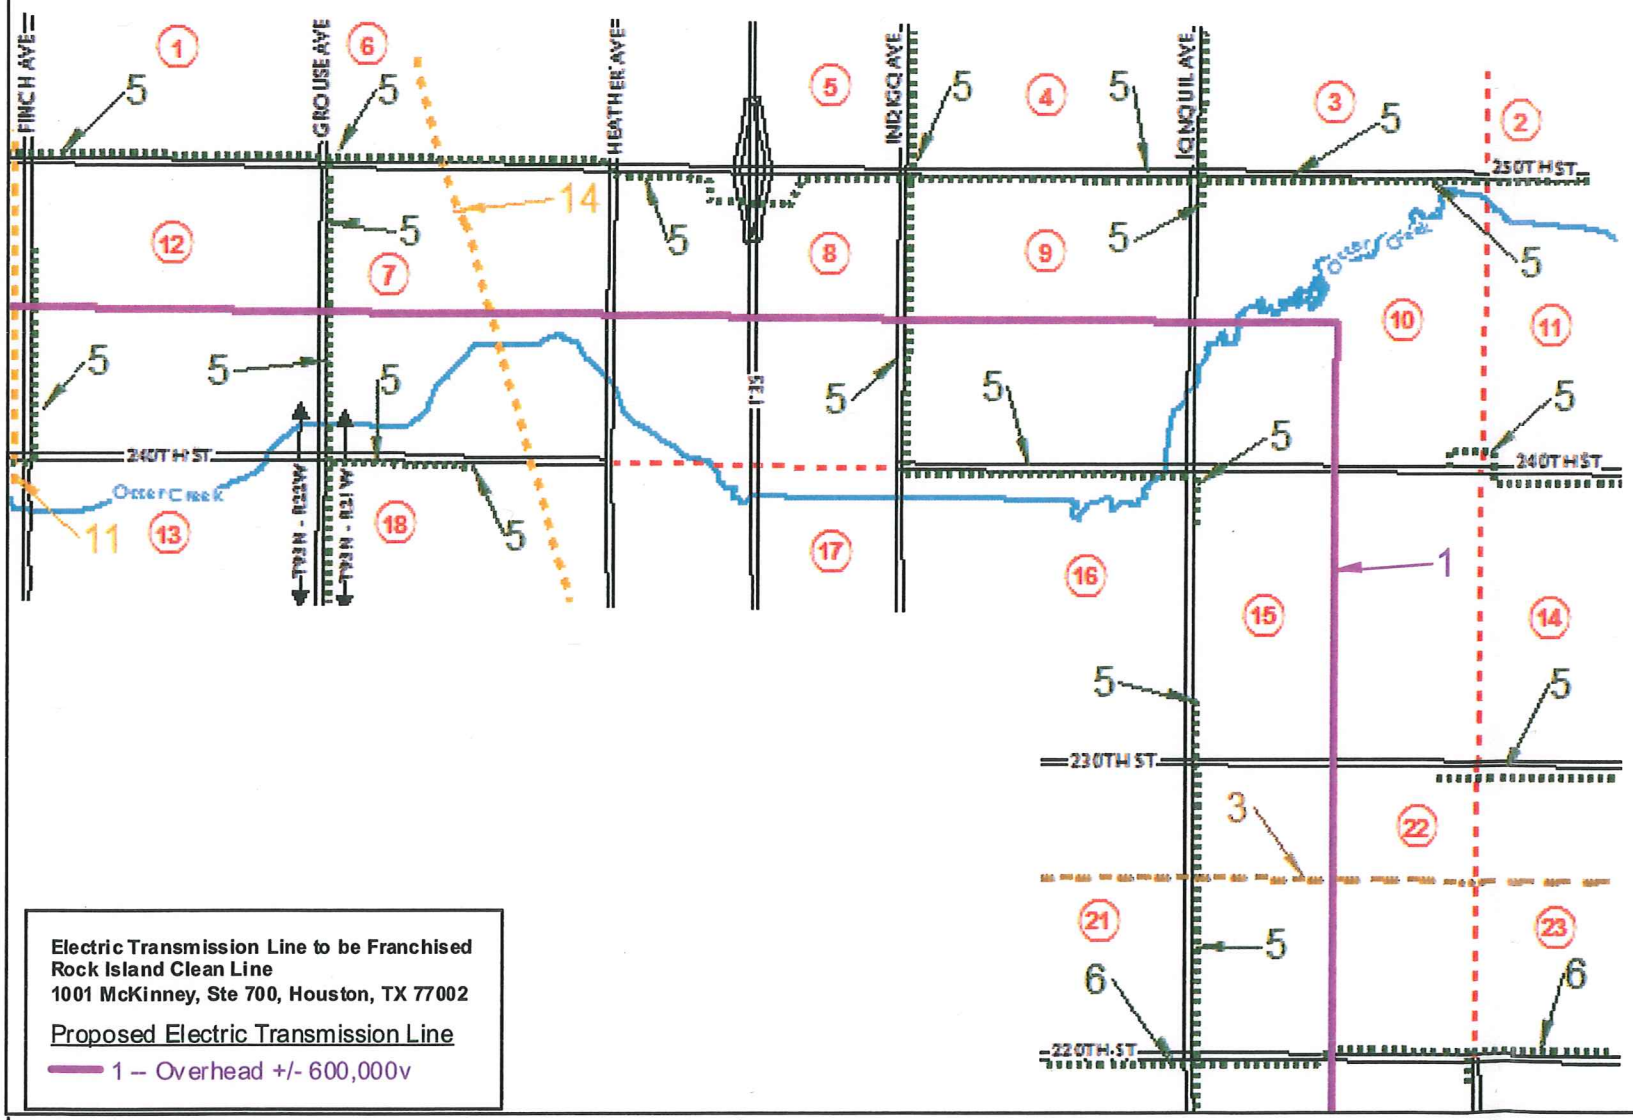 FINCH AVE
1
GROUSE AVE
6
HEATHER AVE
5
INDIGO AVE
4
JONQUIL AVE
3
2
5
5
5
5
5
250TH ST
14
12
5
7
5
8
9
5
Otter Creek
5
10
11
5
5
5
I-35
5
5
5
5
240TH ST
240TH ST
Otter Creek
11
13
T93N - R22W
T93N - R21W
18
5
17
16
1
15
14
5
5
230TH ST
3
22
21
23
5
6
6
220TH ST
Electric Transmission Line to be Franchised
Rock Island Clean Line
1001 McKinney, Ste 700, Houston, TX 77002
Proposed Electric Transmission Line
1 -- Overhead +/- 600,000v